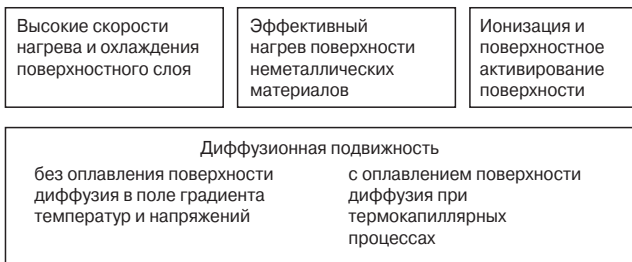 Высокие скорости
нагрева и охлаждения
поверхностного слоя
Эффективный
нагрев поверхности
неметаллических
материалов
Ионизация и
поверхностное
активирование
поверхности
Диффузионная подвижность
без оплавления поверхности
диффузия в поле градиента
температур и напряжений
с оплавлением поверхности
диффузия при
термокапиллярных
процессах